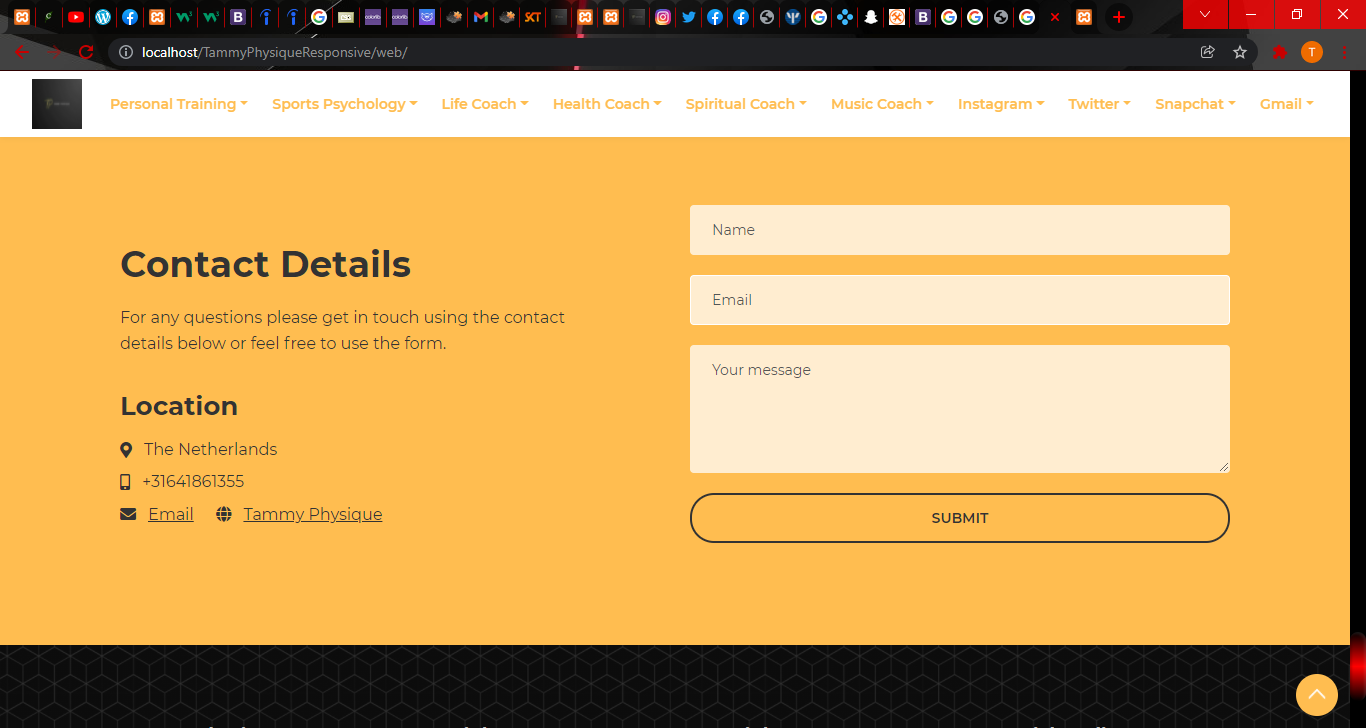 localhost/TammyPhysiqueResponsive/web/
T
Personal Training
Sports Psychology
Life Coach
Health Coach
Spiritual Coach
Music Coach
Instagram
Twitter
Snapchat
Gmail
Contact Details
For any questions please get in touch using the contact
details below or feel free to use the form.
Location
The Netherlands
+31641861355
Email
Tammy Physique
Name
Email
Your message
SUBMIT